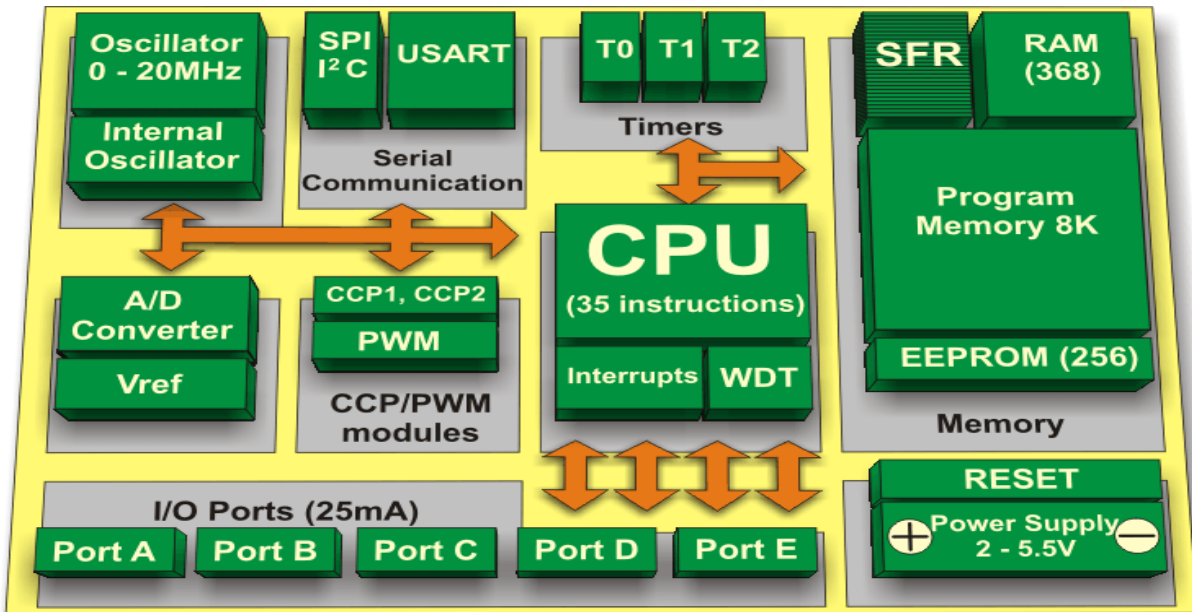 Oscillator
0 - 20MHz
Internal
Oscillator
SPI
I²C
USART
Serial
Communication
T0
T1
T2
Timers
SFR
RAM
(368)
Program
Memory 8K
EEPROM (256)
Memory
A/D
Converter
Vref
CCP1, CCP2
PWM
CCP/PWM
modules
CPU
(35 instructions)
Interrupts
WDT
I/O Ports (25mA)
Port A
Port B
Port C
Port D
Port E
RESET
+
Power Supply
2 - 5.5V
−